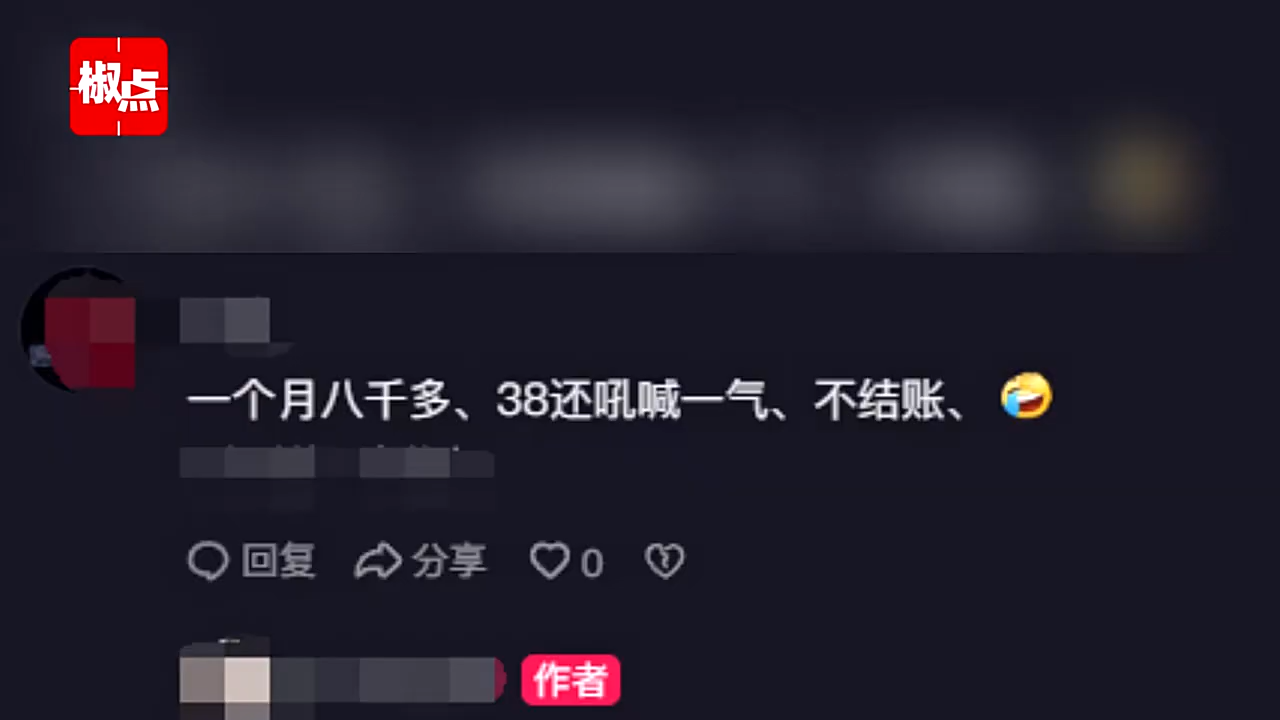 椒点
一个月八千多、38还吼喊一气、不结账、🤣
回复 分享 0
作者